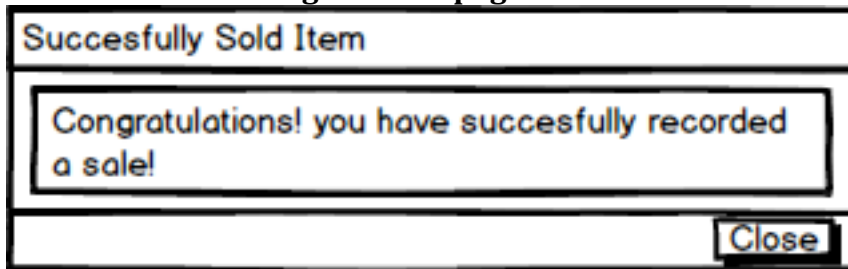 Succesfully Sold Item
Congratulations! you have succesfully recorded
a sale!
Close